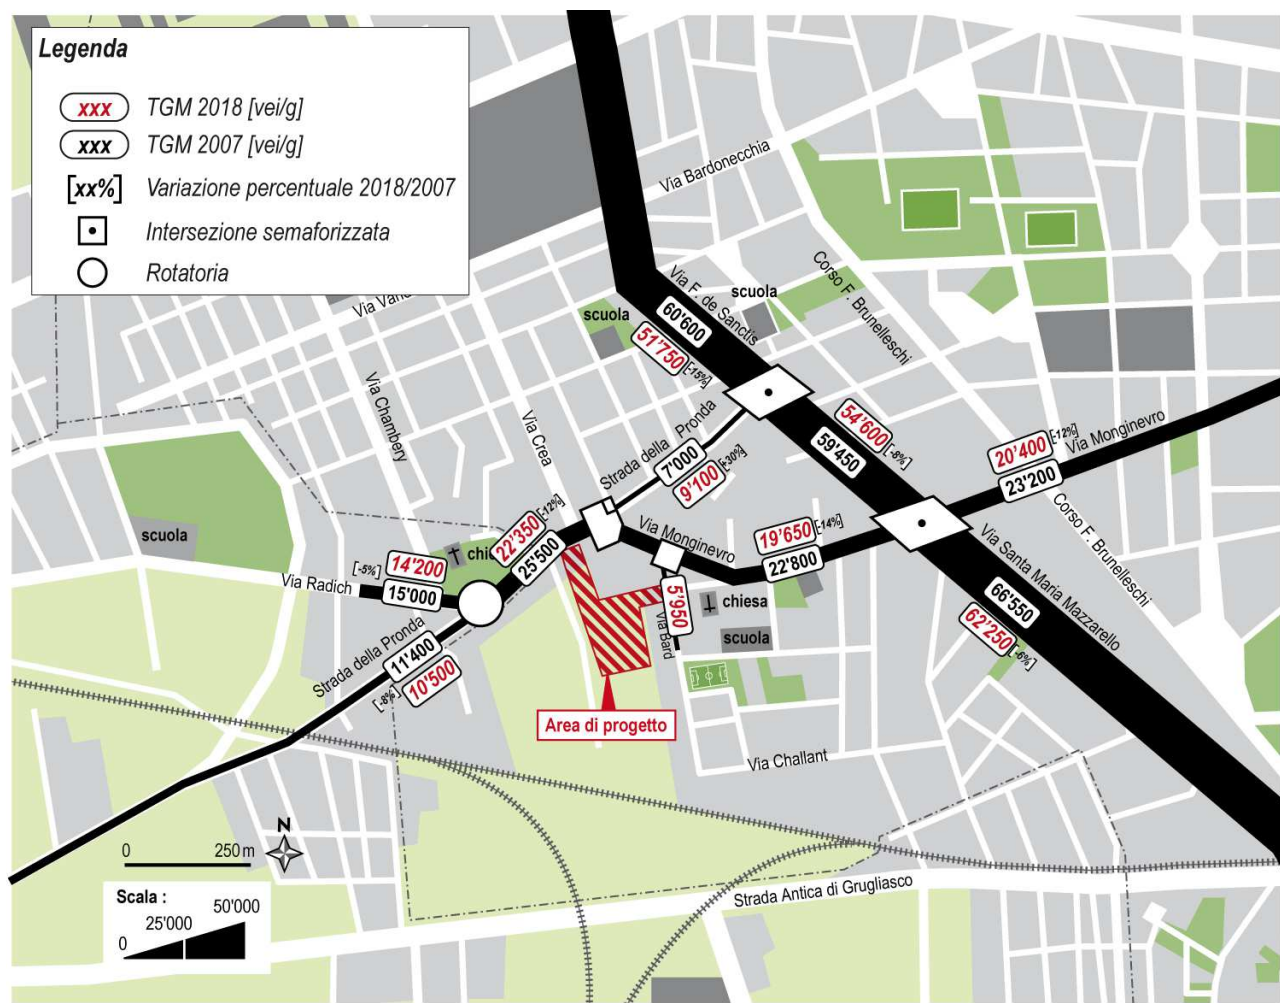 Legenda
xxx TGM 2018 [vei/g]
xxx TGM 2007 [vei/g]
[xx%] Variazione percentuale 2018/2007
Intersezione semaforizzata
Rotatoria
Via Bardonecchia
Via F. de Sanctis
scuola
scuola
Corso F. Brunelleschi
60'600
51'750
[-15%]
Via Chambery
Via Crea
Strada della Pronda
7'000
9'100
[+30%]
54'600
[-8%]
59'450
20'400
[-12%]
Via Monginevro
23'200
Corso F. Brunelleschi
scuola
22'350
[-12%]
25'500
Via Monginevro
19'650
[-14%]
22'800
[-5%]
14'200
Via Radich
15'000
5'950
Via Bard
chiesa
scuola
Via Santa Maria Mazzarello
66'550
62'250
[-6%]
Strada della Pronda
11'400
[-8%]
10'500
Area di progetto
Via Challant
N
0 250 m
Scala :
0 25'000 50'000
Strada Antica di Grugliasco